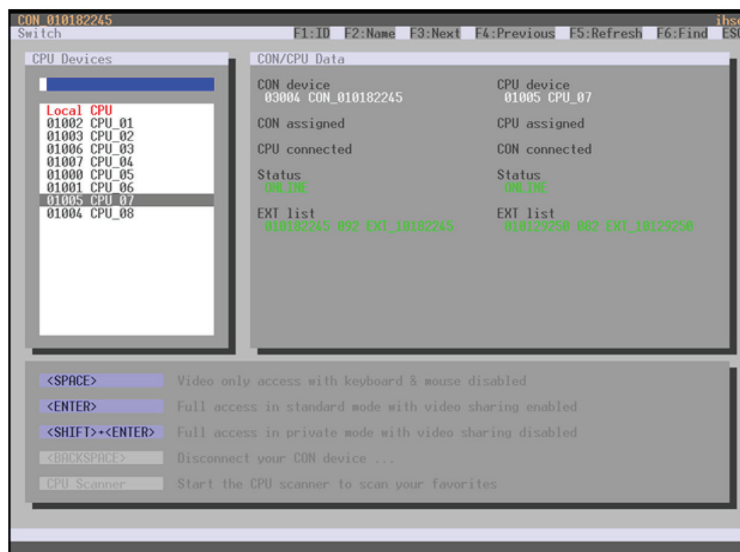 CON_010182245 ihse
Switch F1:ID F2:Name F3:Next F4:Previous F5:Refresh F6:Find ESC
CPU Devices
Local CPU
01002 CPU_01
01003 CPU_02
01006 CPU_03
01007 CPU_04
01000 CPU_05
01001 CPU_06
01005 CPU_07
01004 CPU_08
CON/CPU Data
CON device CPU device
03004 CON_010182245 01005 CPU_07
CON assigned CPU assigned
CPU connected CON connected
Status Status
ONLINE ONLINE
EXT list EXT list
010182245 092 EXT_10182245 010129250 082 EXT_10129250
<SPACE> Video only access with keyboard & mouse disabled
<ENTER> Full access in standard mode with video sharing enabled
<SHIFT>+<ENTER> Full access in private mode with video sharing disabled
<BACKSPACE> Disconnect your CON device ...
CPU Scanner Start the CPU scanner to scan your favorites